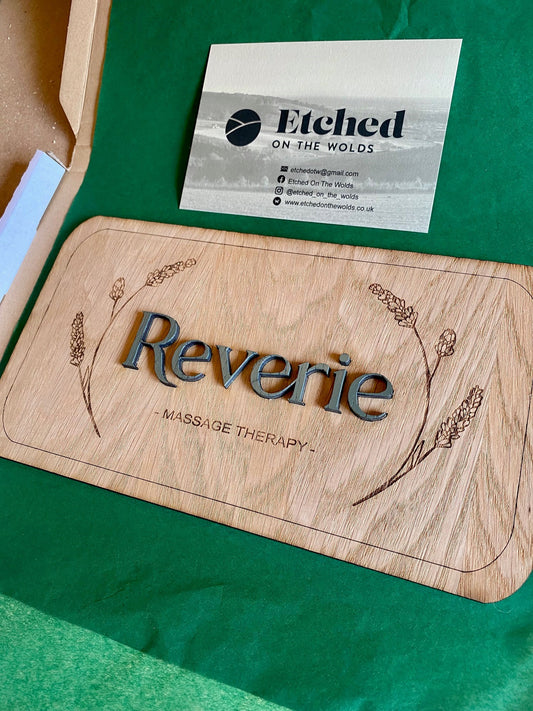 Etched
ON THE WOLDS
etchedotw@gmail.com
Etched On The Wolds
@etched_on_the_wolds
www.etchedonthewolds.co.uk
Reverie
- MASSAGE THERAPY -